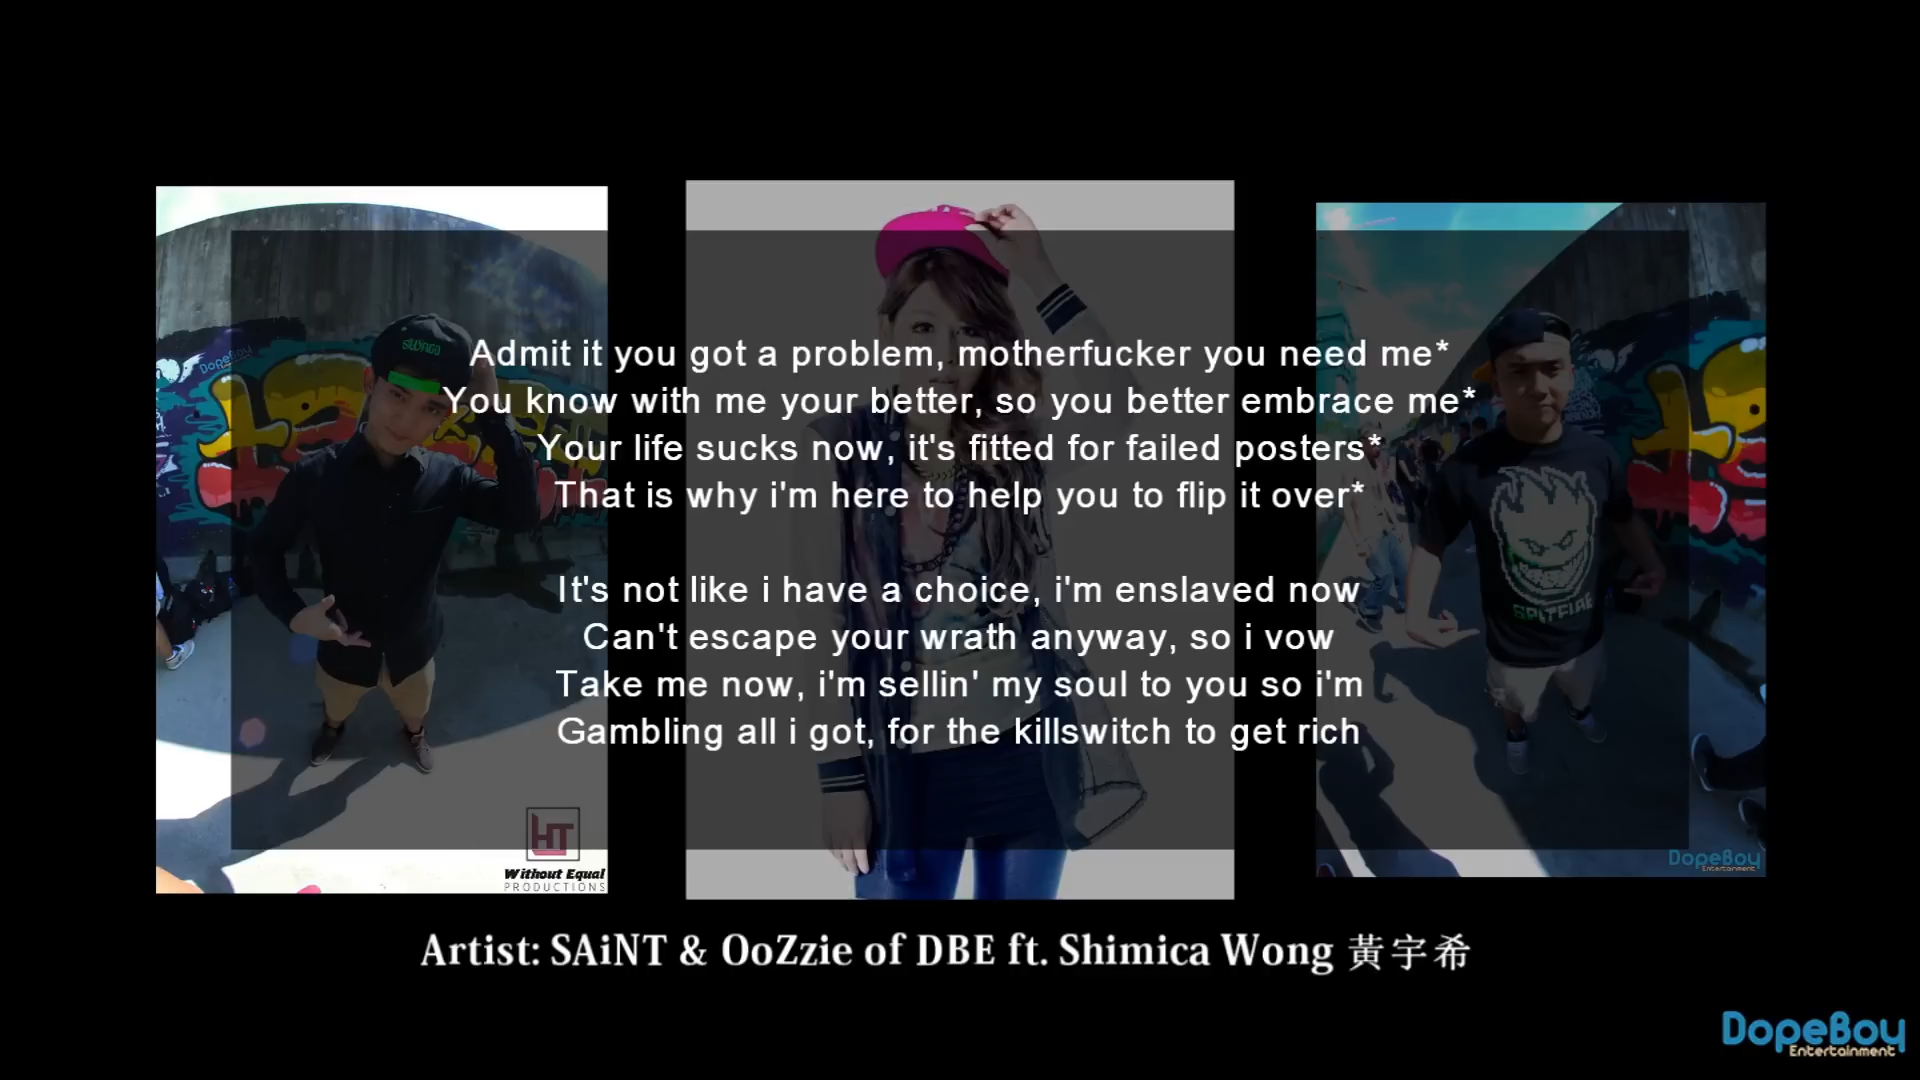 Admit it you got a problem, motherfucker you need me*
You know with me your better, so you better embrace me*
Your life sucks now, it's fitted for failed posters*
That is why i'm here to help you to flip it over*
It's not like i have a choice, i'm enslaved now
Can't escape your wrath anyway, so i vow
Take me now, i'm sellin' my soul to you so i'm
Gambling all i got, for the killswitch to get rich
DopeBoy
SPITFIRE
HT
Without Equal
PRODUCTIONS
DopeBoy
Entertainment
Artist: SAiNT & OoZzie of DBE ft. Shimica Wong 黃宇希
DopeBoy
Entertainment